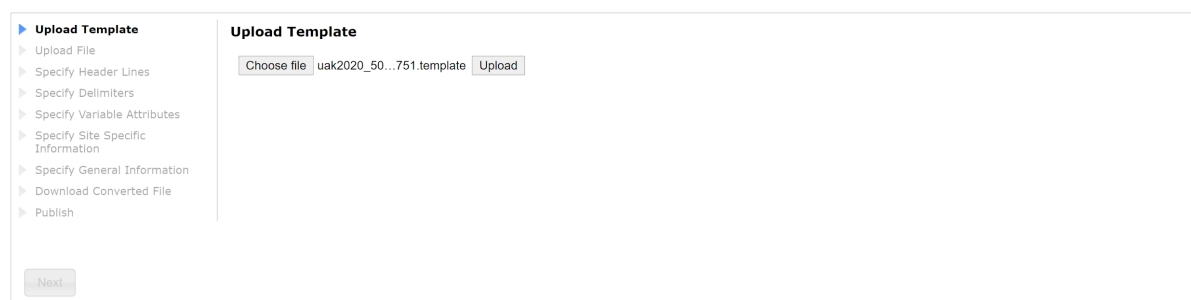 Upload Template
Upload File
Specify Header Lines
Specify Delimiters
Specify Variable Attributes
Specify Site Specific
Information
Specify General Information
Download Converted File
Publish
Next
Upload Template
Choose file uak2020_50...751.template Upload